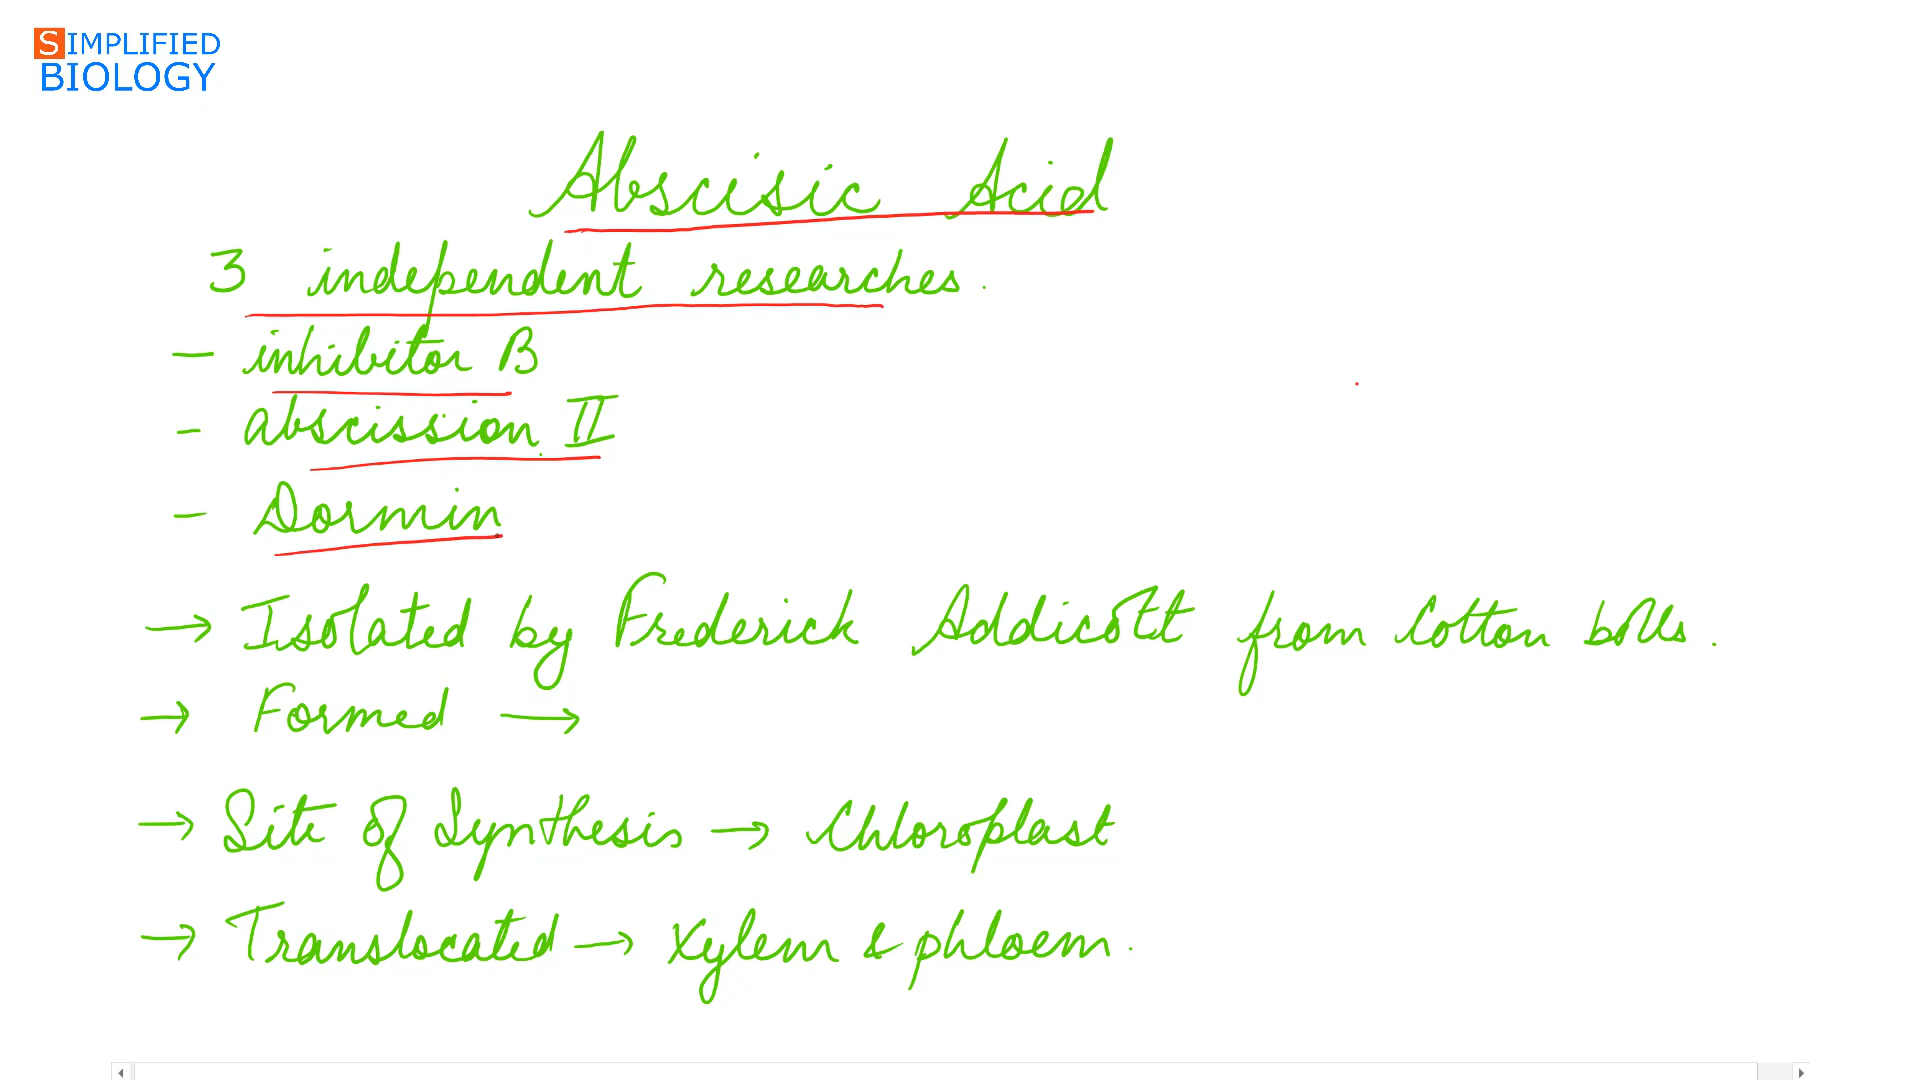 SIMPLIFIED
BIOLOGY
Abscisic Acid
3 independent researches.
- inhibitor B
- abscission II
- Dormin
→ Isolated by Frederick Addicott from Cotton bolls.
→ Formed →
→ Site of Synthesis → Chloroplast
→ Translocated → Xylem & phloem.